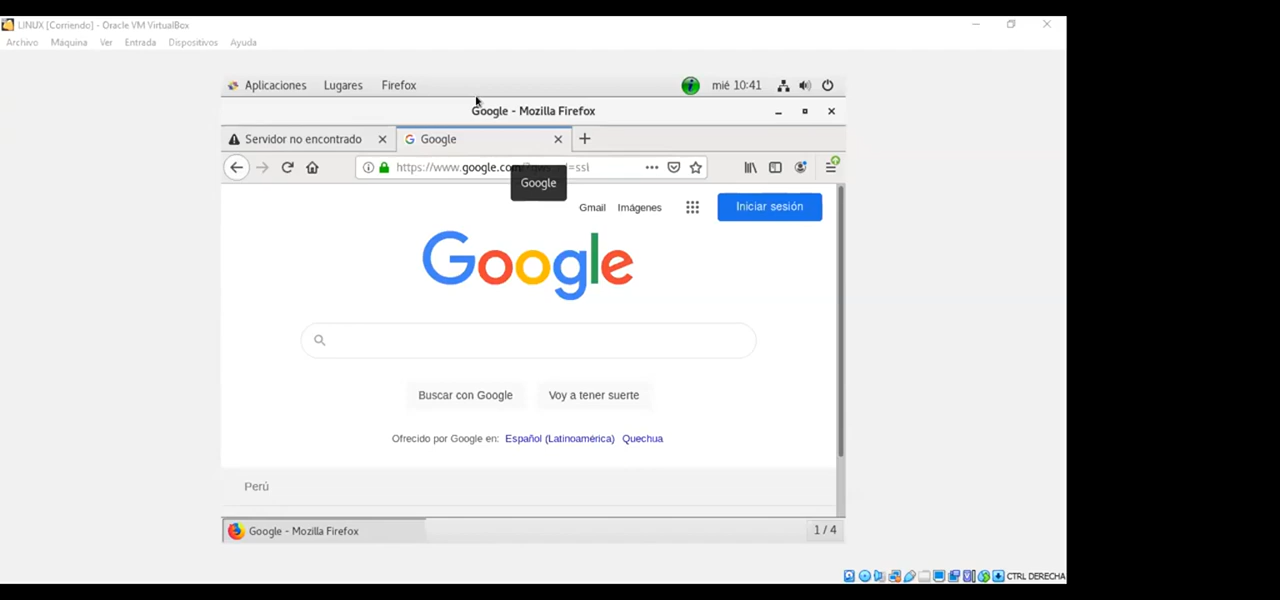 LINUX [Corriendo] - Oracle VM VirtualBox
Archivo Máquina Ver Entrada Dispositivos Ayuda
Aplicaciones Lugares Firefox mié 10:41
Google - Mozilla Firefox
Servidor no encontrado Google
https://www.google.com =ssl
Google
Gmail Imágenes Iniciar sesión
Google
Buscar con Google Voy a tener suerte
Ofrecido por Google en: Español (Latinoamérica) Quechua
Perú
Google - Mozilla Firefox 1 / 4
CTRL DERECHA